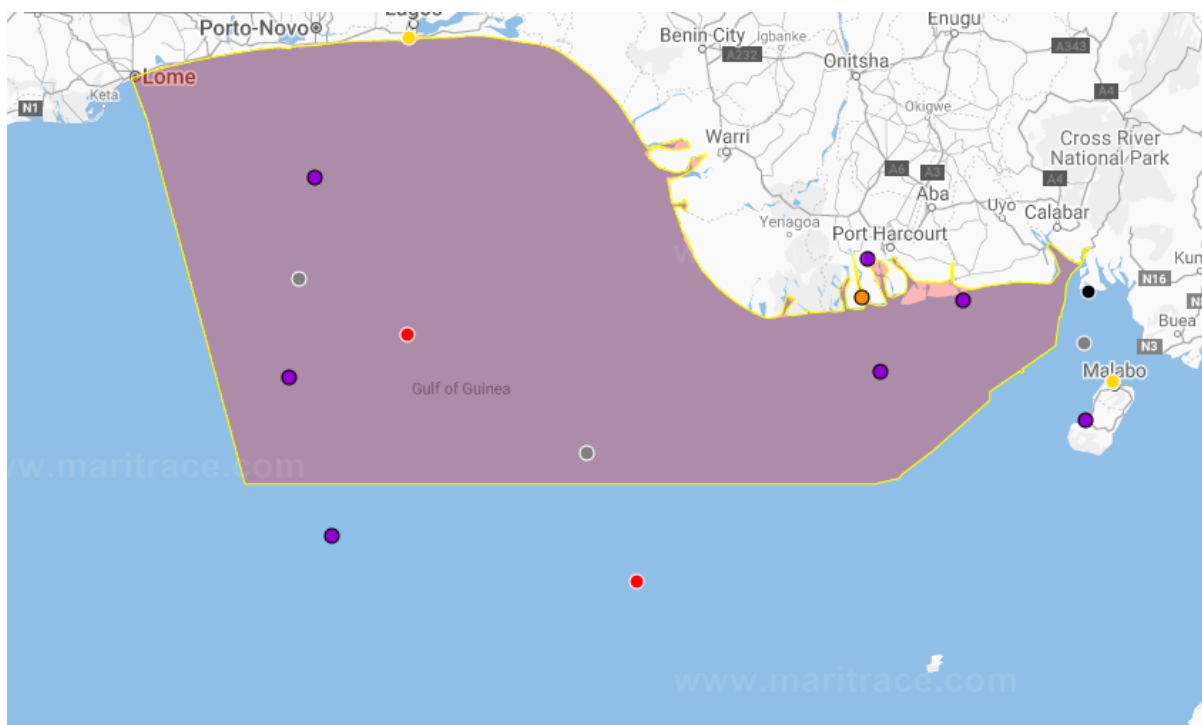 Lagos
Porto-Novo
Enugu
Benin City
Igbanke
A343
A232
Onitsha
Lome
Keta
N1
A4
Okigwe
Warri
Cross River
National Park
A6
A3
A4
Aba
Uyo
Calabar
Yenagoa
Port Harcourt
N16
Buea
N3
Malabo
Gulf of Guinea
www.maritrace.com
www.maritrace.com